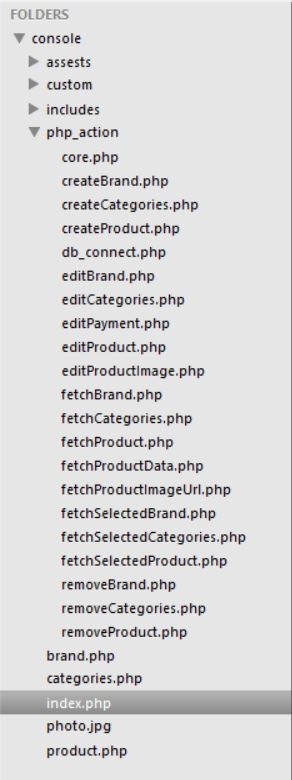 FOLDERS
console
assests
custom
includes
php_action
core.php
createBrand.php
createCategories.php
createProduct.php
db_connect.php
editBrand.php
editCategories.php
editPayment.php
editProduct.php
editProductImage.php
fetchBrand.php
fetchCategories.php
fetchProduct.php
fetchProductData.php
fetchProductImageUrl.php
fetchSelectedBrand.php
fetchSelectedCategories.php
fetchSelectedProduct.php
removeBrand.php
removeCategories.php
removeProduct.php
brand.php
categories.php
index.php
photo.jpg
product.php